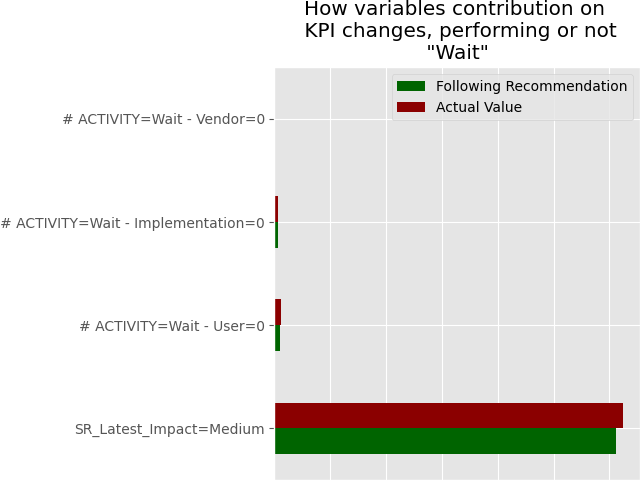 How variables contribution on
KPI changes, performing or not
"Wait"
Following Recommendation
Actual Value
# ACTIVITY=Wait - Vendor=0
# ACTIVITY=Wait - Implementation=0
# ACTIVITY=Wait - User=0
SR_Latest_Impact=Medium